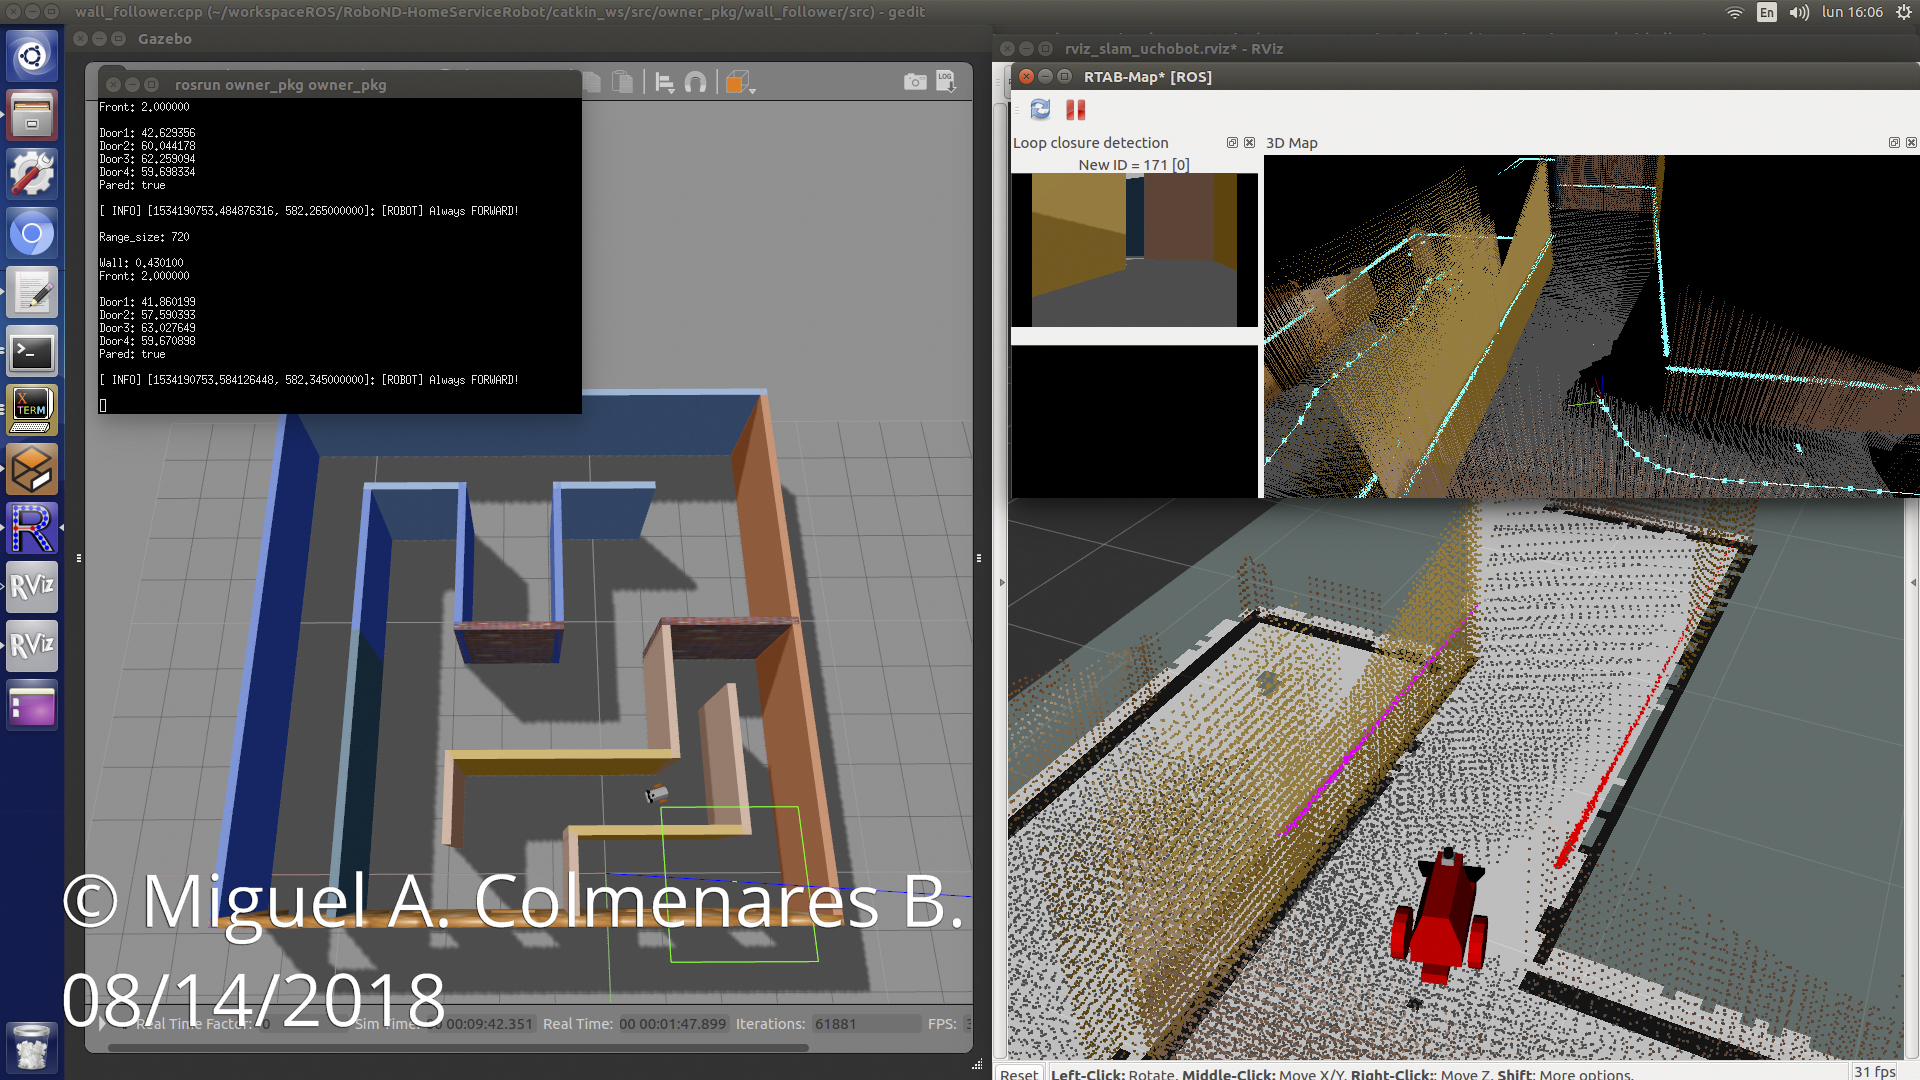 wall_follower.cpp (~/workspaceROS/RoboND-HomeServiceRobot/catkin_ws/src/owner_pkg/wall_follower/src) - gedit
En
lun 16:06
Gazebo
rosrun owner_pkg owner_pkg
LOG
Front: 2.000000
Door1: 42.629356
Door2: 60.044178
Door3: 62.259094
Door4: 59.698334
Pared: true
[ INFO] [1534190753.484876316, 582.265000000]: [ROBOT] Always FORWARD!
Range_size: 720
Wall: 0.430100
Front: 2.000000
Door1: 41.860199
Door2: 57.590393
Door3: 63.027649
Door4: 59.670898
Pared: true
[ INFO] [1534190753.584126448, 582.345000000]: [ROBOT] Always FORWARD!
rviz_slam_uchobot.rviz* - RViz
RTAB-Map* [ROS]
Loop closure detection
3D Map
New ID = 171 [0]
X
TERM
R
RViz
RViz
© Miguel A. Colmenares B.
08/14/2018
Real Time Factor:
Sim Time: 00 00:09:42.351
Real Time: 00 00:01:47.899
Iterations: 61881
FPS:
Reset
Left-Click: Rotate. Middle-Click: Move X/Y. Right-Click:: Move Z. Shift: More options.
31 fps